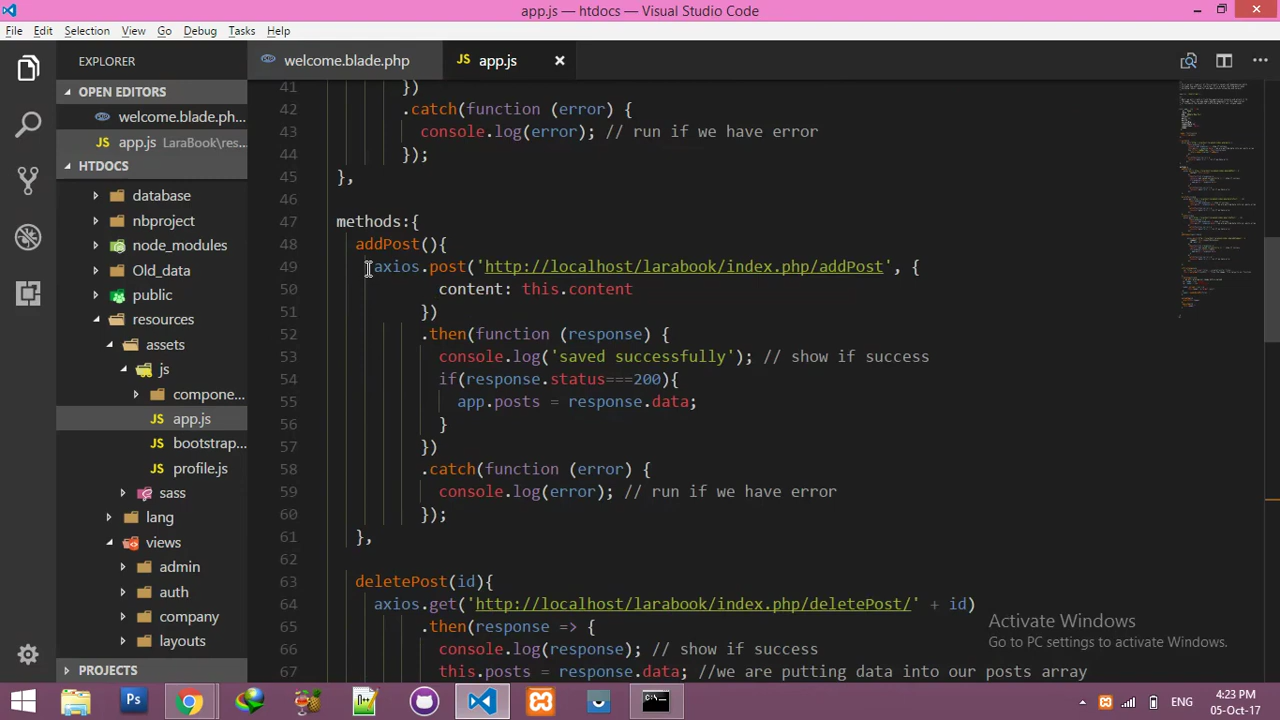 app.js — htdocs — Visual Studio Code
File Edit Selection View Go Debug Tasks Help
EXPLORER
OPEN EDITORS
welcome.blade.ph...
app.js LaraBook\res...
HTDOCS
database
nbproject
node_modules
Old_data
public
resources
assets
js
compone...
app.js
bootstrap...
profile.js
sass
lang
views
admin
auth
company
layouts
PROJECTS
welcome.blade.php
JS app.js
41 })
42 .catch(function (error) {
43 console.log(error); // run if we have error
44 });
45 },
46
47 methods:{
48 addPost(){
49 axios.post('http://localhost/larabook/index.php/addPost', {
50 content: this.content
51 })
52 .then(function (response) {
53 console.log('saved successfully'); // show if success
54 if(response.status===200){
55 app.posts = response.data;
56 }
57 })
58 .catch(function (error) {
59 console.log(error); // run if we have error
60 });
61 },
62
63 deletePost(id){
64 axios.get('http://localhost/larabook/index.php/deletePost/' + id)
65 .then(response => {
66 console.log(response); // show if success
67 this.posts = response.data; //we are putting data into our posts array
Activate Windows
Go to PC settings to activate Windows.
Ps
ENG
4:23 PM
05-Oct-17